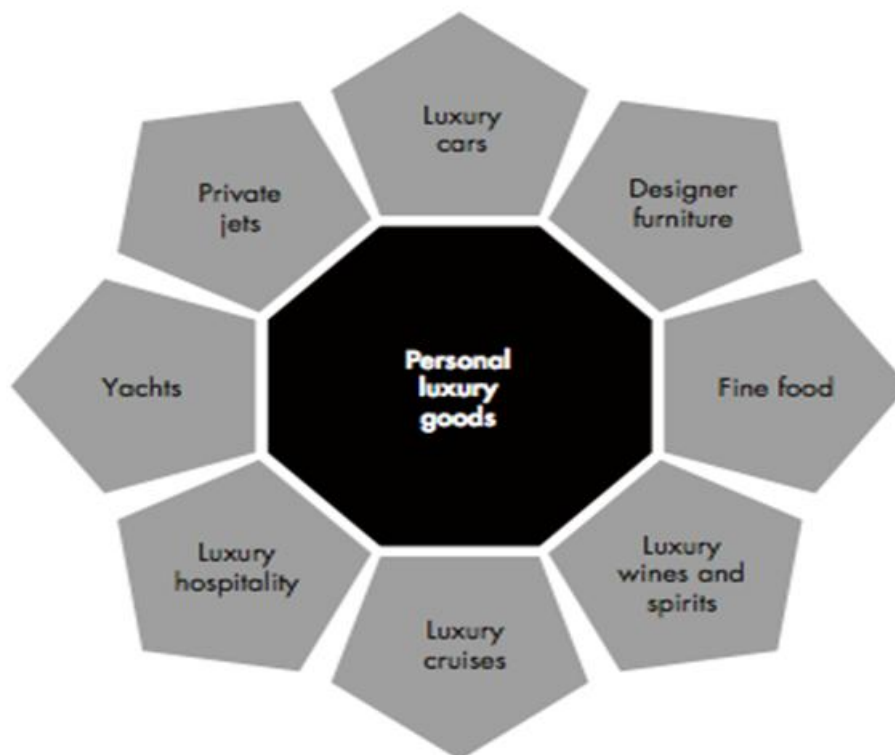 Luxury
cars
Private
jets
Designer
furniture
Personal
luxury
goods
Yachts
Fine food
Luxury
hospitality
Luxury
wines and
spirits
Luxury
cruises